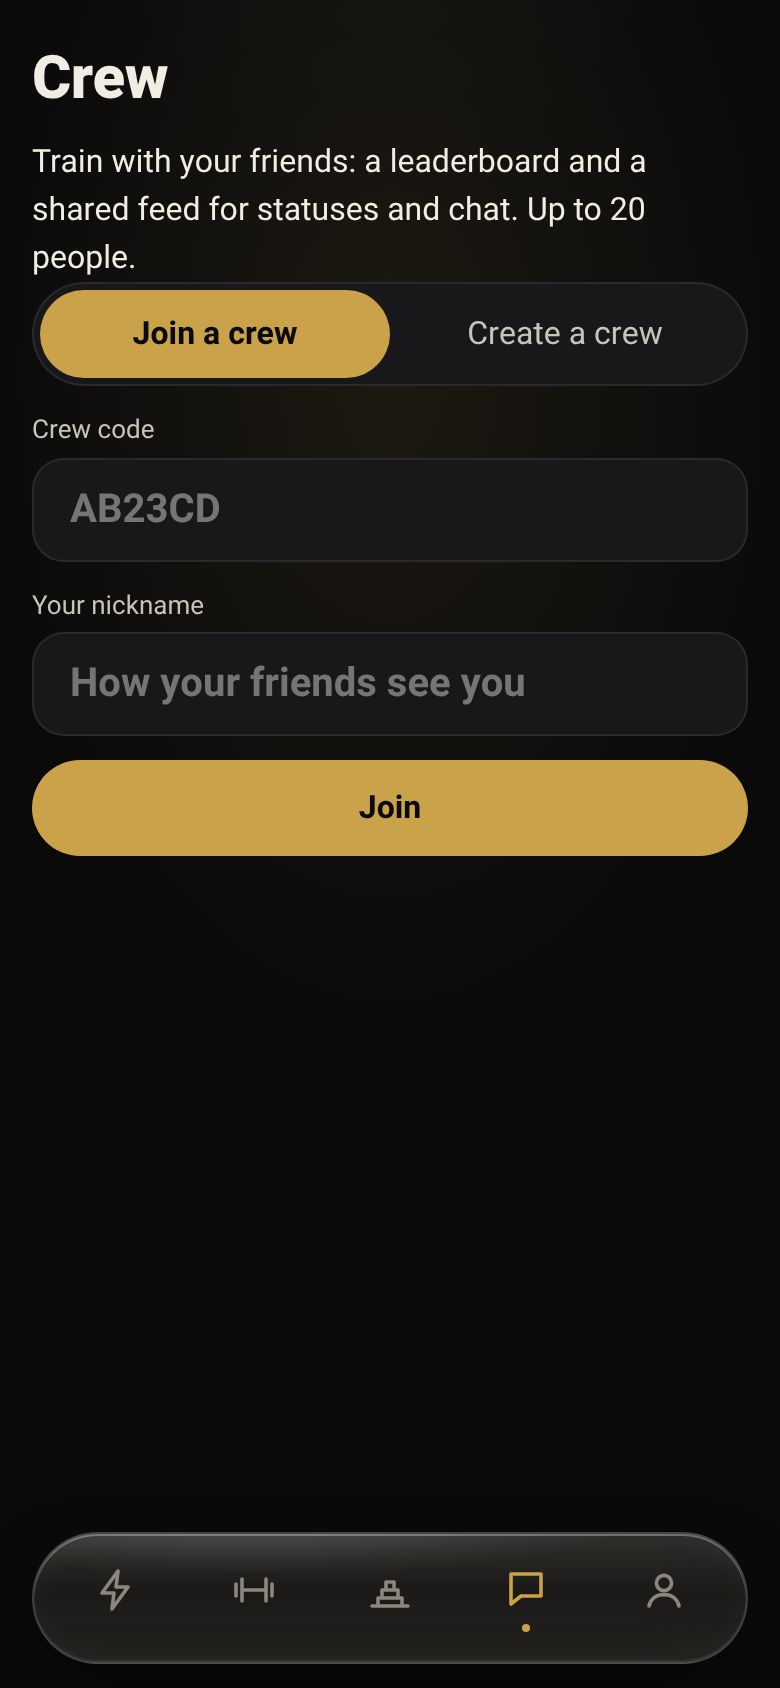 Crew
Train with your friends: a leaderboard and a
shared feed for statuses and chat. Up to 20
people.
Join a crew
Create a crew
Crew code
AB23CD
Your nickname
How your friends see you
Join